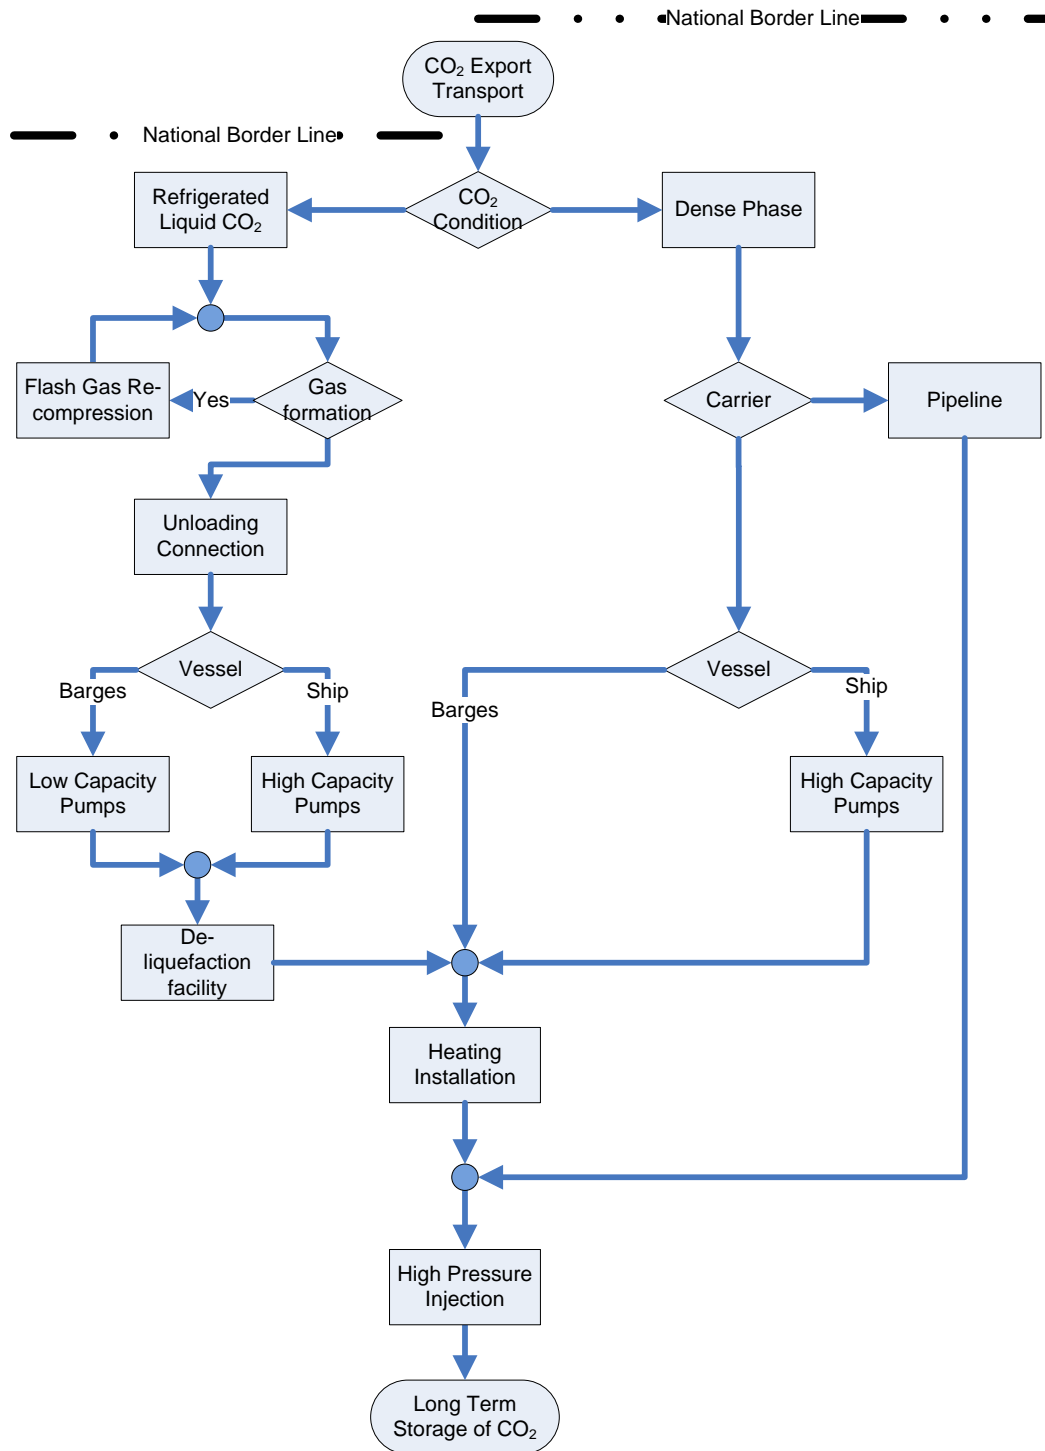 National Border Line
CO₂ Export
Transport
National Border Line
Refrigerated
Liquid CO₂
CO₂
Condition
Dense Phase
Flash Gas Re-
compression
Yes
Gas
formation
Carrier
Pipeline
Unloading
Connection
Vessel
Barges
Ship
Vessel
Barges
Ship
Low Capacity
Pumps
High Capacity
Pumps
High Capacity
Pumps
De-
liquefaction
facility
Heating
Installation
High Pressure
Injection
Long Term
Storage of CO₂